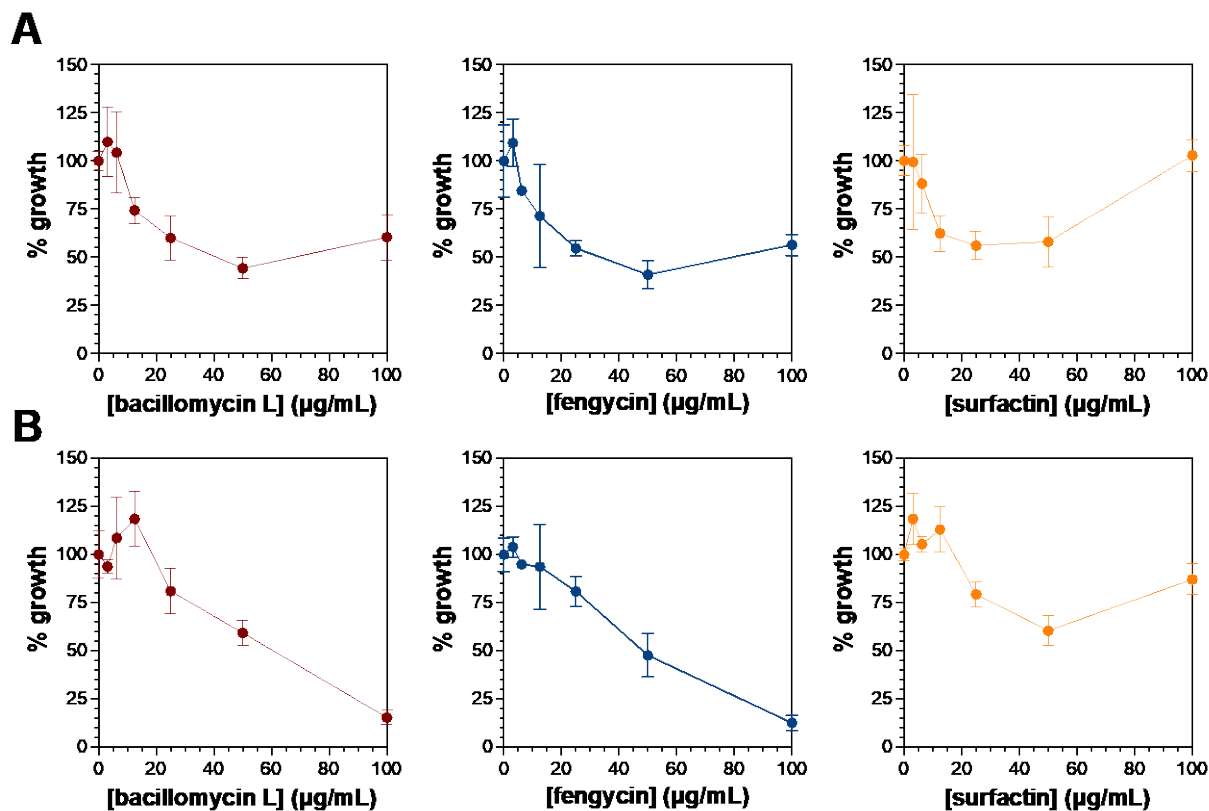 A
150 150 150
125 125 125
100 100 100
75 75 75
50 50 50
25 25 25
0 0 0
% growth % growth % growth
0 20 40 60 80 100 0 20 40 60 80 100 0 20 40 60 80 100
[bacillomycin L] (µg/mL) [fengycin] (µg/mL) [surfactin] (µg/mL)
B
150 150 150
125 125 125
100 100 100
75 75 75
50 50 50
25 25 25
0 0 0
% growth % growth % growth
0 20 40 60 80 100 0 20 40 60 80 100 0 20 40 60 80 100
[bacillomycin L] (µg/mL) [fengycin] (µg/mL) [surfactin] (µg/mL)